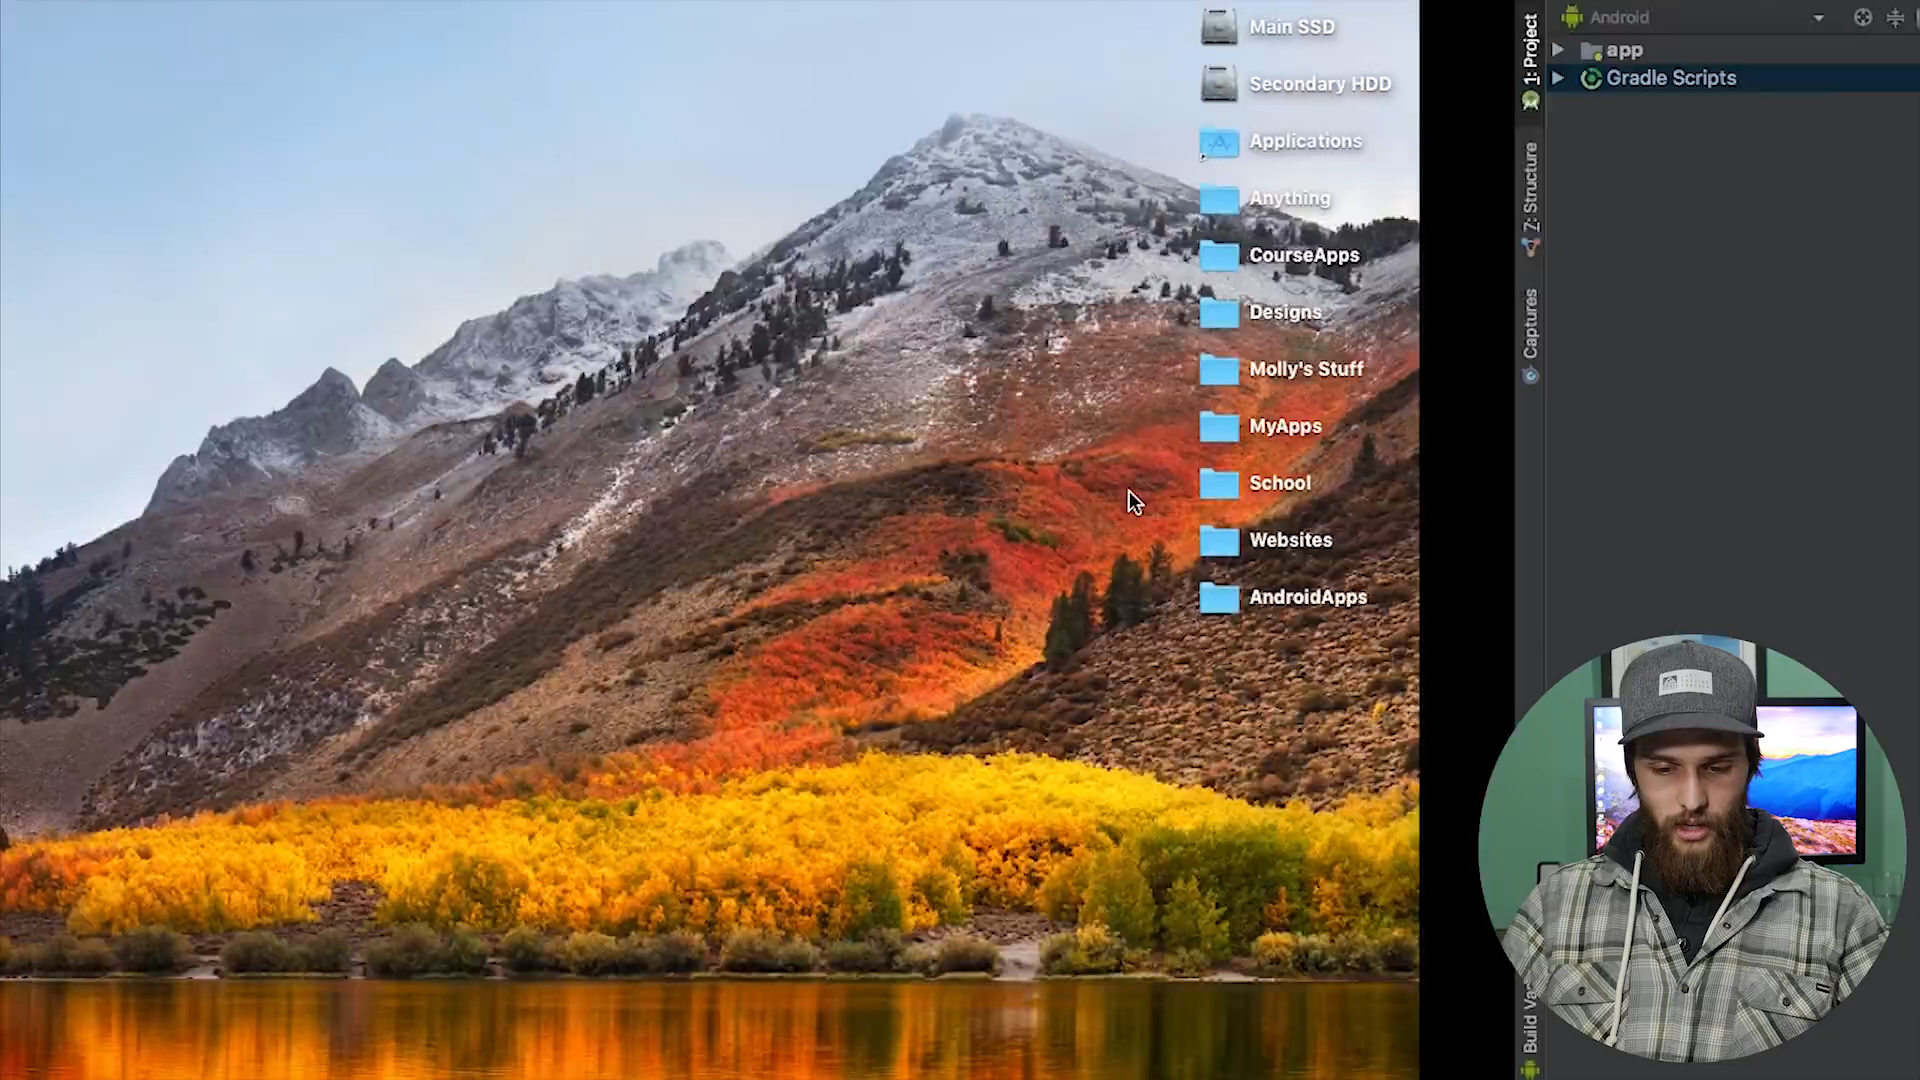 Main SSD
Secondary HDD
Applications
Anything
CourseApps
Designs
Molly's Stuff
MyApps
School
Websites
AndroidApps
Android
app
Gradle Scripts
1: Project
Z: Structure
Captures
Build